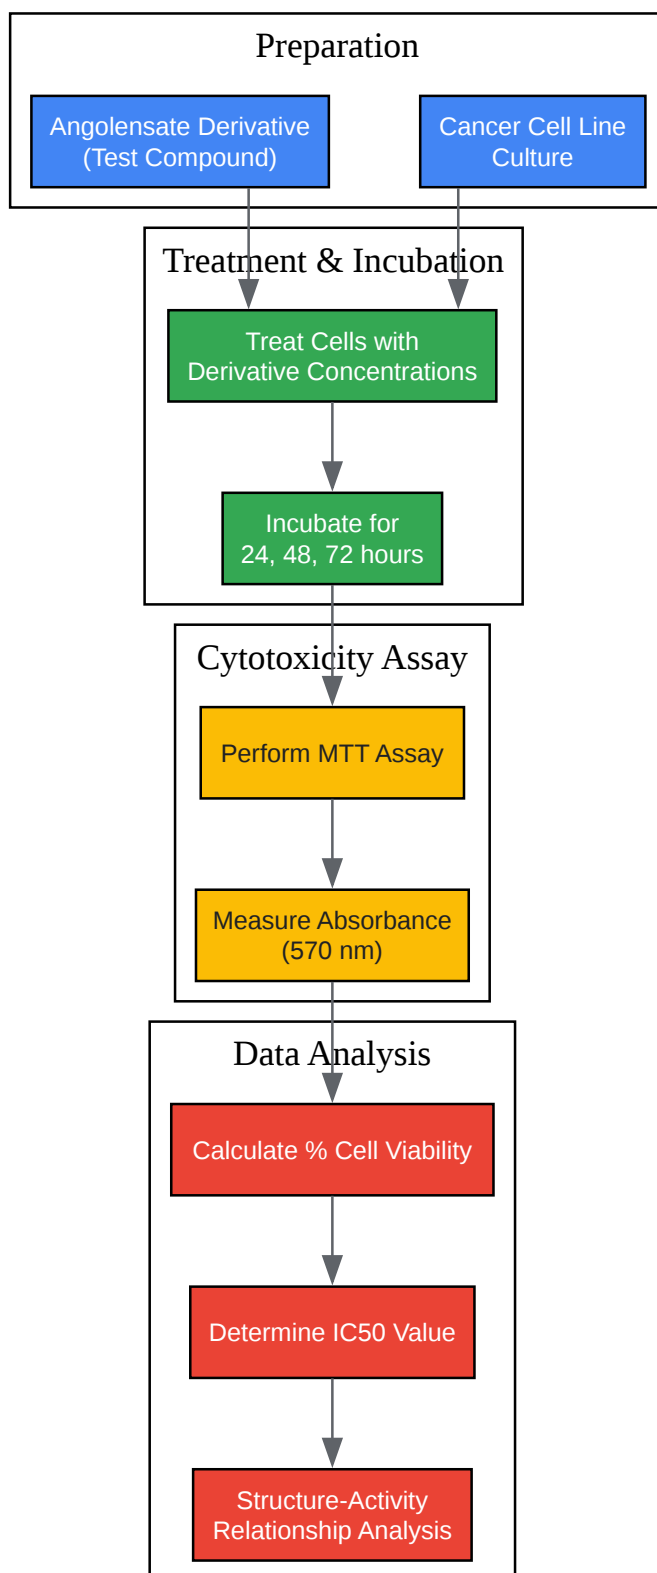 Preparation
Angolensate Derivative
(Test Compound)
Cancer Cell Line
Culture
Treatment & Incubation
Treat Cells with
Derivative Concentrations
Incubate for
24, 48, 72 hours
Cytotoxicity Assay
Perform MTT Assay
Measure Absorbance
(570 nm)
Data Analysis
Calculate % Cell Viability
Determine IC50 Value
Structure-Activity
Relationship Analysis